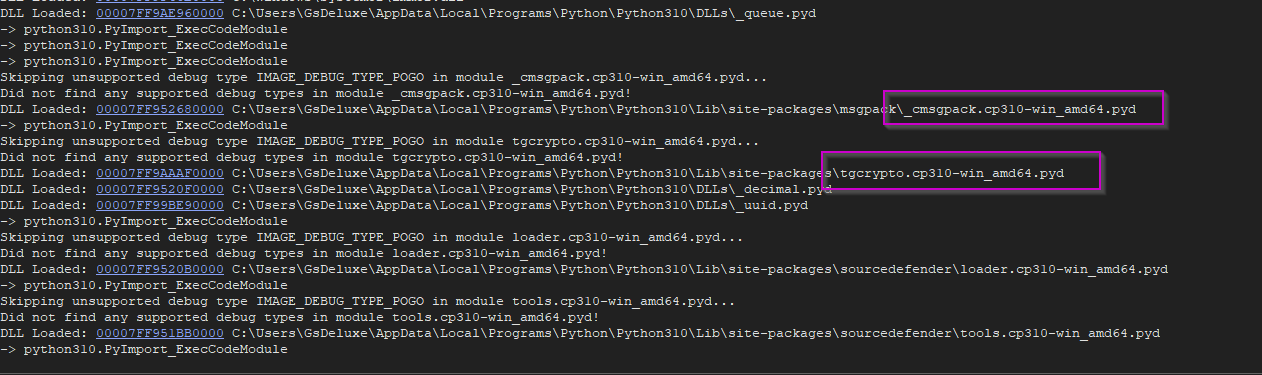 DLL Loaded: 00007FF9AE960000 C:\Users\GsDeluxe\AppData\Local\Programs\Python\Python310\DLLs\_queue.pyd
-> python310.PyImport_ExecCodeModule
-> python310.PyImport_ExecCodeModule
-> python310.PyImport_ExecCodeModule
Skipping unsupported debug type IMAGE_DEBUG_TYPE_POGO in module _cmsgpack.cp310-win_amd64.pyd...
Did not find any supported debug types in module _cmsgpack.cp310-win_amd64.pyd!
DLL Loaded: 00007FF952680000 C:\Users\GsDeluxe\AppData\Local\Programs\Python\Python310\Lib\site-packages\msgpack\_cmsgpack.cp310-win_amd64.pyd
-> python310.PyImport_ExecCodeModule
Skipping unsupported debug type IMAGE_DEBUG_TYPE_POGO in module tgcrypto.cp310-win_amd64.pyd...
Did not find any supported debug types in module tgcrypto.cp310-win_amd64.pyd!
DLL Loaded: 00007FF9AAAF0000 C:\Users\GsDeluxe\AppData\Local\Programs\Python\Python310\Lib\site-packages\tgcrypto.cp310-win_amd64.pyd
DLL Loaded: 00007FF9520F0000 C:\Users\GsDeluxe\AppData\Local\Programs\Python\Python310\DLLs\_decimal.pyd
DLL Loaded: 00007FF99BE90000 C:\Users\GsDeluxe\AppData\Local\Programs\Python\Python310\DLLs\_uuid.pyd
-> python310.PyImport_ExecCodeModule
Skipping unsupported debug type IMAGE_DEBUG_TYPE_POGO in module loader.cp310-win_amd64.pyd...
Did not find any supported debug types in module loader.cp310-win_amd64.pyd!
DLL Loaded: 00007FF9520B0000 C:\Users\GsDeluxe\AppData\Local\Programs\Python\Python310\Lib\site-packages\sourcedefender\loader.cp310-win_amd64.pyd
-> python310.PyImport_ExecCodeModule
Skipping unsupported debug type IMAGE_DEBUG_TYPE_POGO in module tools.cp310-win_amd64.pyd...
Did not find any supported debug types in module tools.cp310-win_amd64.pyd!
DLL Loaded: 00007FF951BB0000 C:\Users\GsDeluxe\AppData\Local\Programs\Python\Python310\Lib\site-packages\sourcedefender\tools.cp310-win_amd64.pyd
-> python310.PyImport_ExecCodeModule